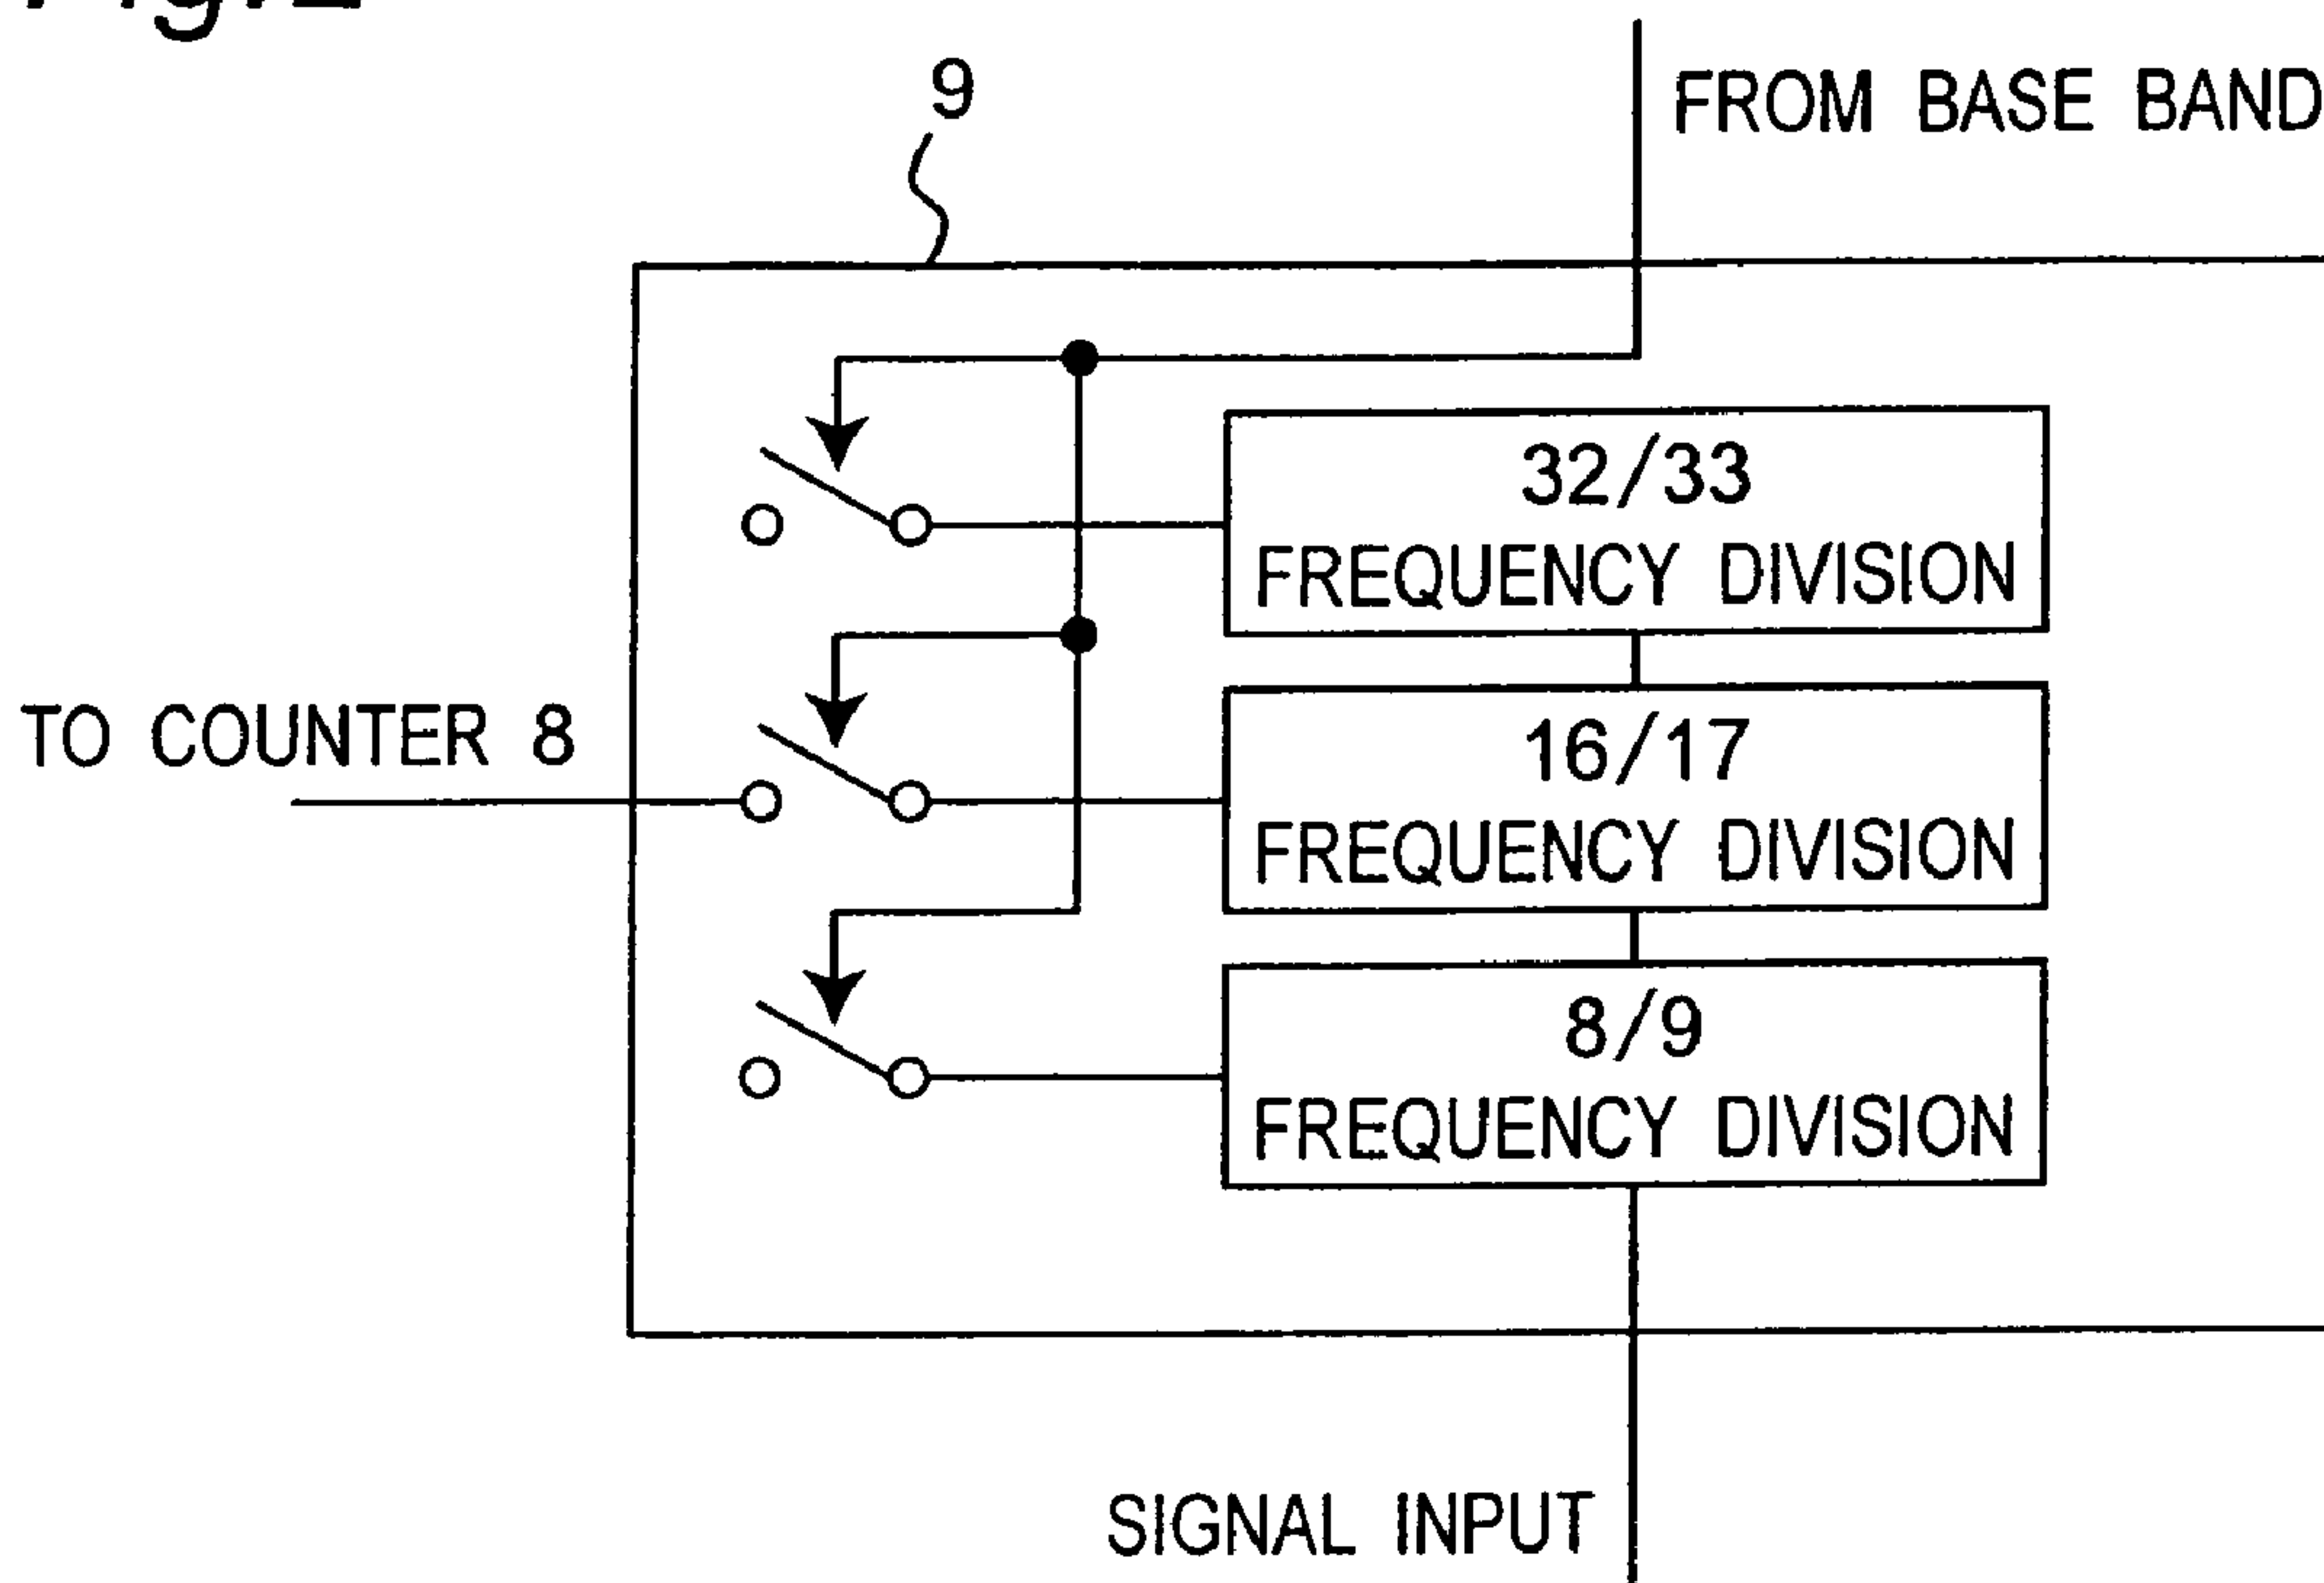 9
FROM BASE BAND
32/33
FREQUENCY DIVISION
TO COUNTER 8
16/17
FREQUENCY DIVISION
8/9
FREQUENCY DIVISION
SIGNAL INPUT